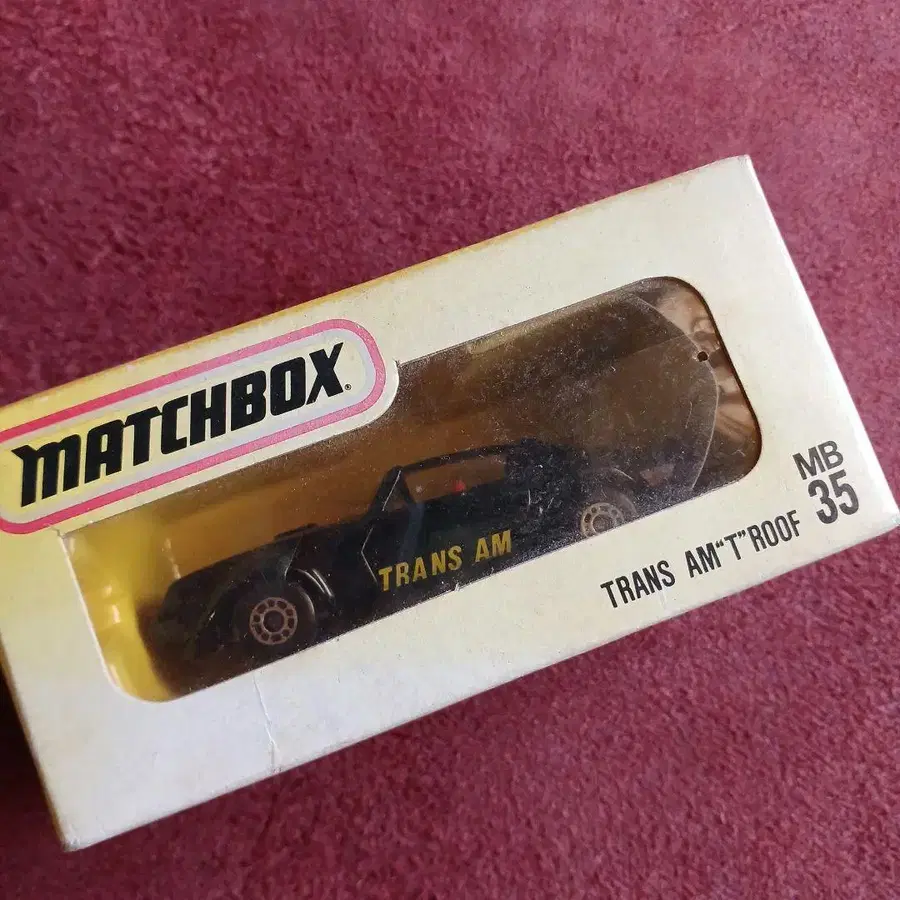 MATCHBOX®
TRANS AM
MB
35
TRANS AM"T"ROOF